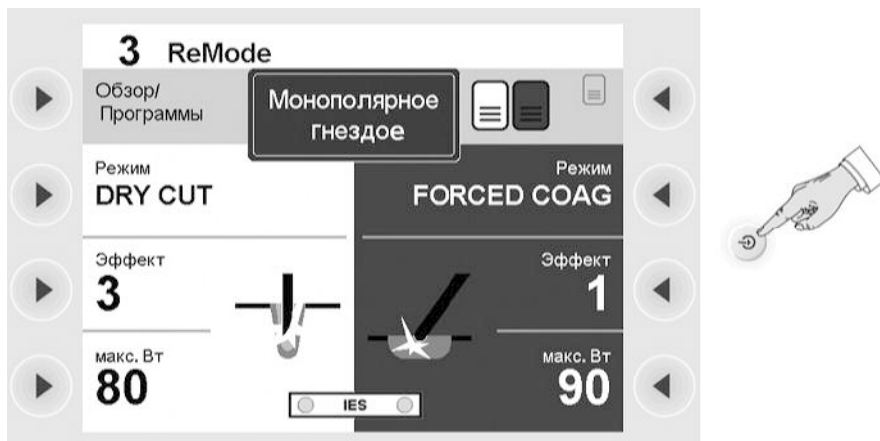 3 ReMode
Обзор/
Программы
Монополярное
гнездое
Режим
DRY CUT
Режим
FORCED COAG
Эффект
3
Эффект
1
макс. Вт
80
макс. Вт
90
IES